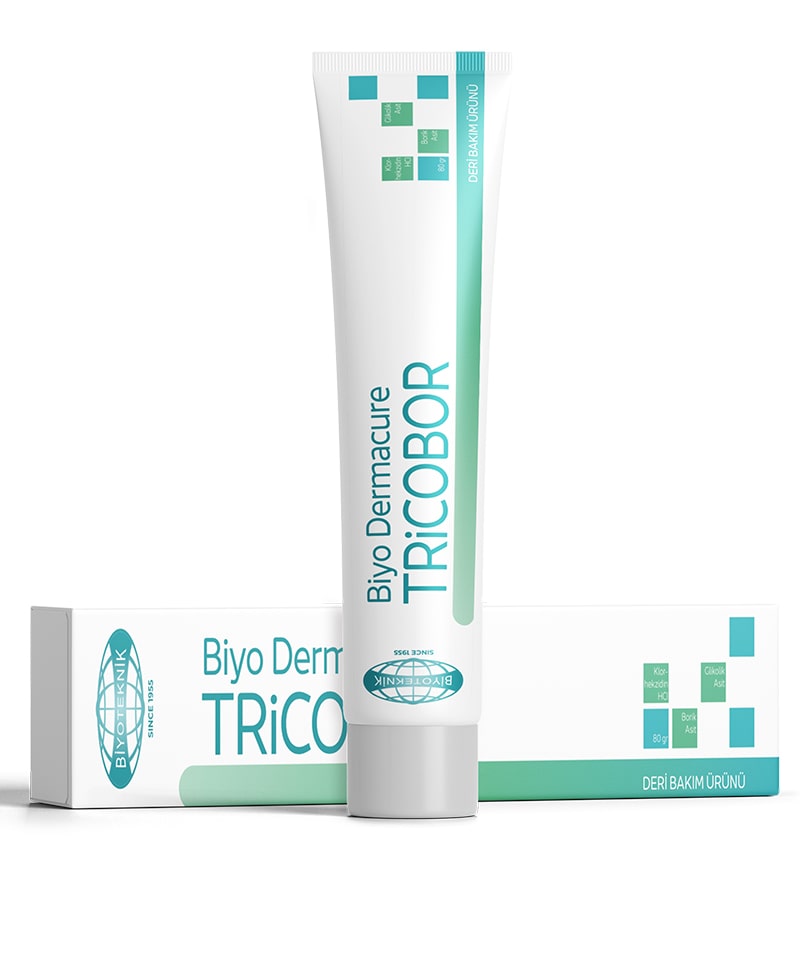 DERİ BAKIM ÜRÜNÜ
Glikolik
Asit
Borik
Asit
Klor-
hekzidin
HCl
80 gr
Biyo Dermacure
TRiCOBOR
BİYOTEKNİK
SINCE 1955
BİYOTEKNİK
SINCE 1955
Biyo Derm
TRiCO
Klor-
hekzidin
HCl
Glikolik
Asit
80 gr
Borik
Asit
DERİ BAKIM ÜRÜNÜ